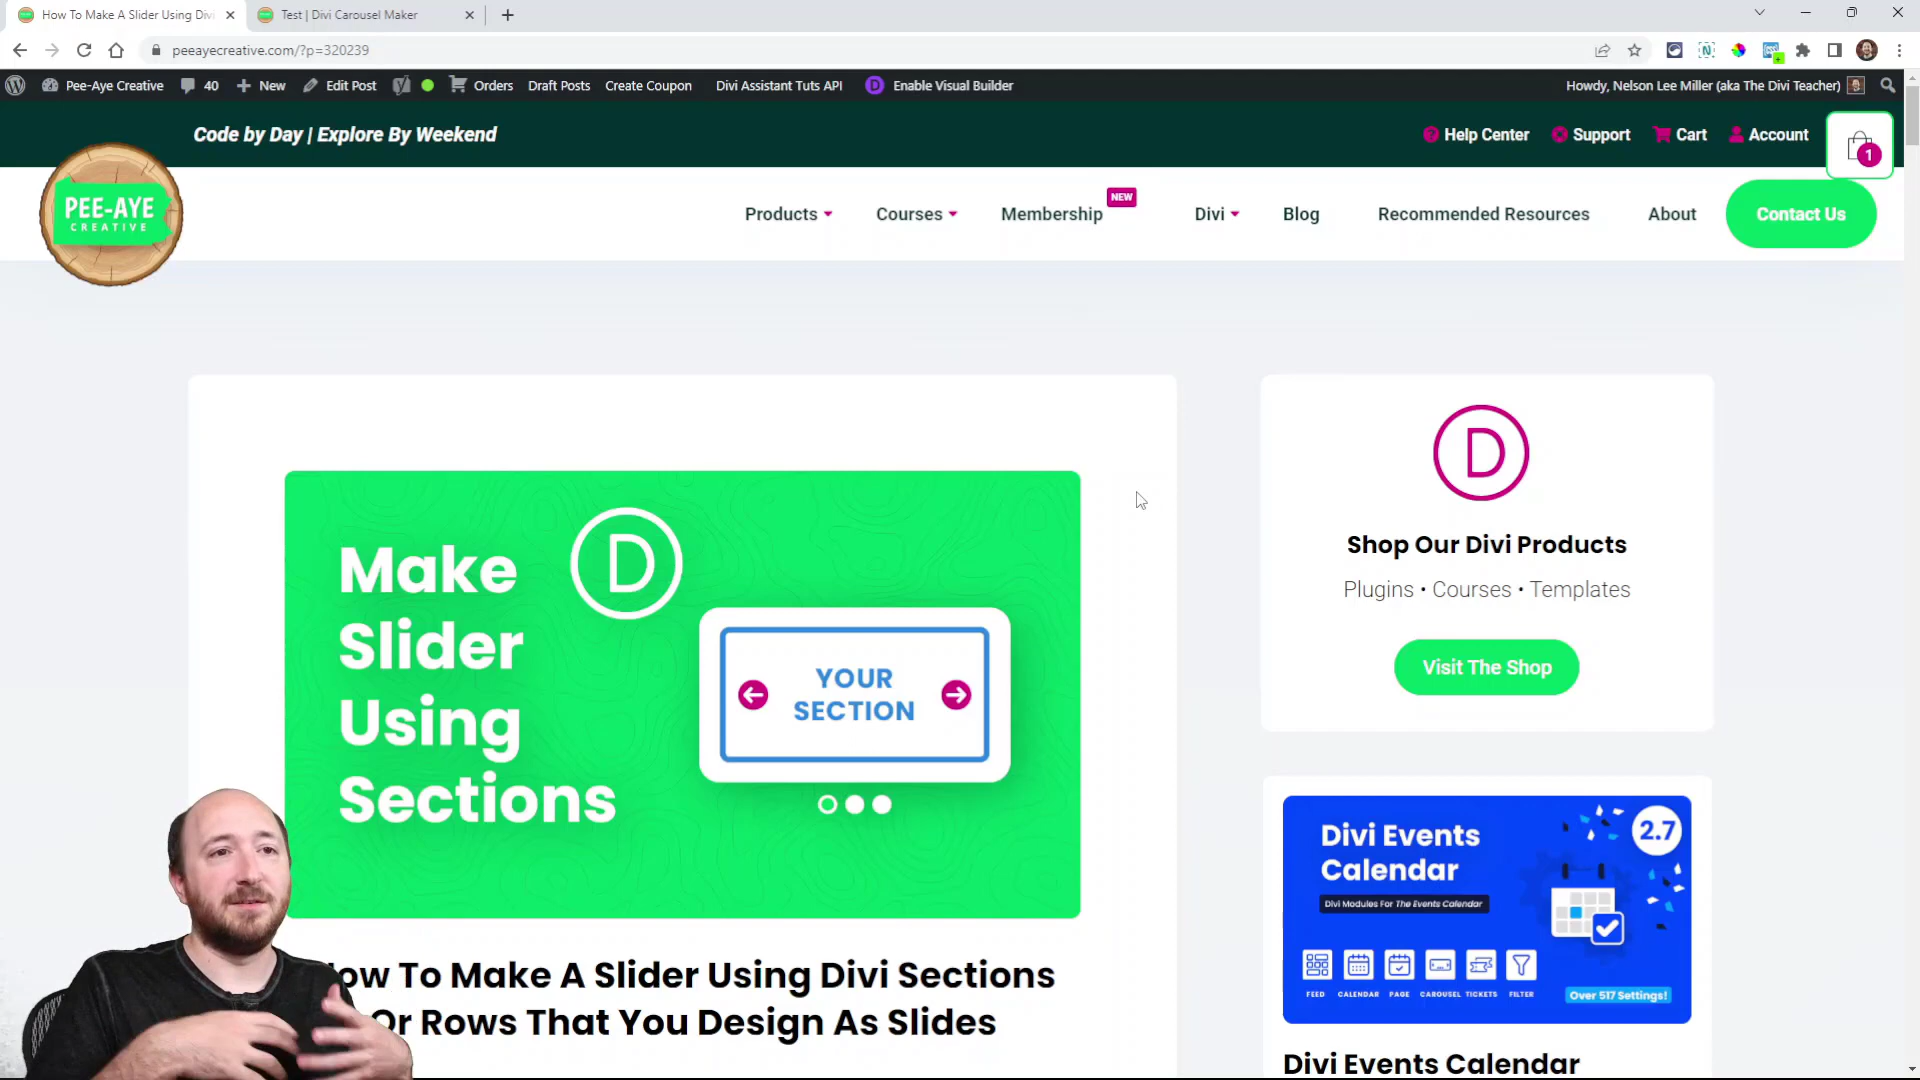 How To Make A Slider Using Divi
Test | Divi Carousel Maker
peeayecreative.com/?p=320239
Pee-Aye Creative
40
New
Edit Post
Orders
Draft Posts
Create Coupon
Divi Assistant Tuts API
Enable Visual Builder
Howdy, Nelson Lee Miller (aka The Divi Teacher)
Code by Day | Explore By Weekend
Help Center
Support
Cart
Account
1
PEE-AYE
CREATIVE
Products
Courses
Membership
NEW
Divi
Blog
Recommended Resources
About
Contact Us
Make
Slider
Using
Sections
D
YOUR
SECTION
How To Make A Slider Using Divi Sections
Or Rows That You Design As Slides
D
Shop Our Divi Products
Plugins • Courses • Templates
Visit The Shop
Divi Events
Calendar
2.7
Divi Modules For The Events Calendar
FEED
CALENDAR
PAGE
CAROUSEL
TICKETS
FILTER
Over 517 Settings!
Divi Events Calendar